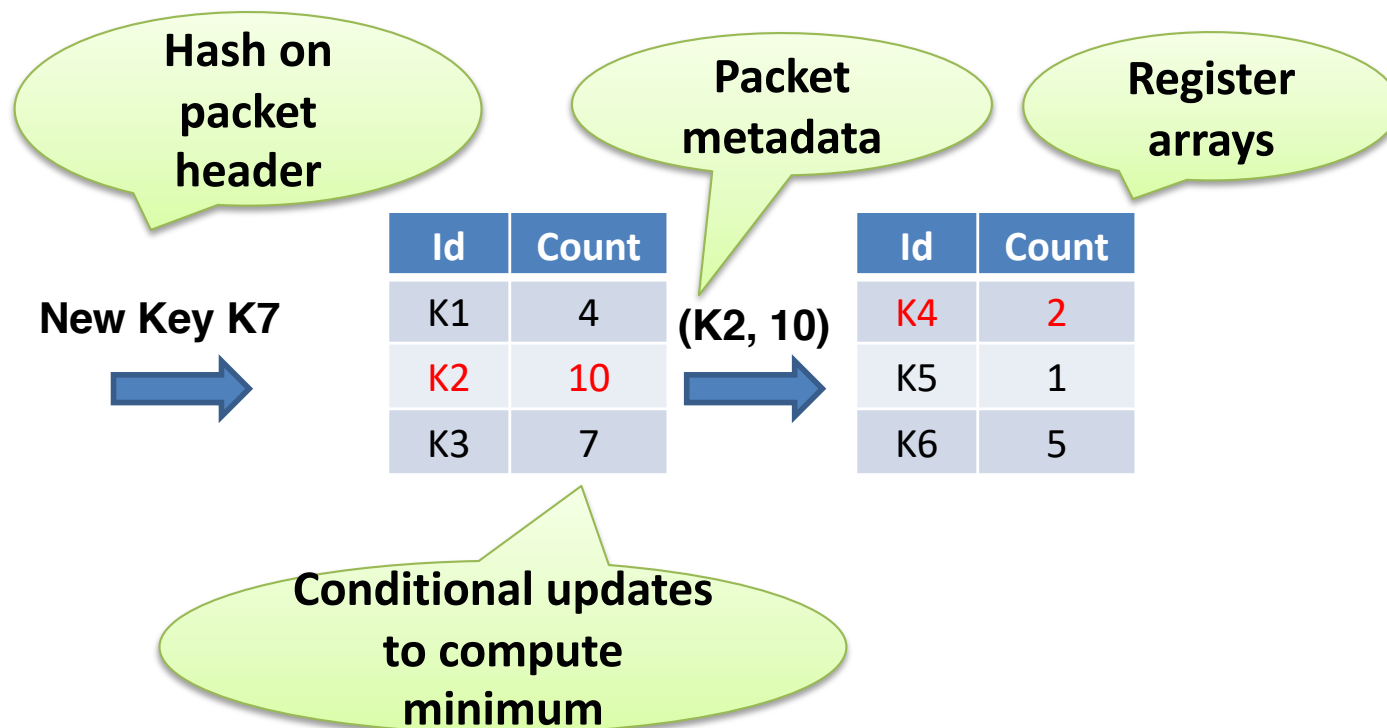 Hash on
packet
header
Packet
metadata
Register
arrays
New Key K7
Id Count
K1 4
K2 10
K3 7
(K2, 10)
Id Count
K4 2
K5 1
K6 5
Conditional updates
to compute
minimum